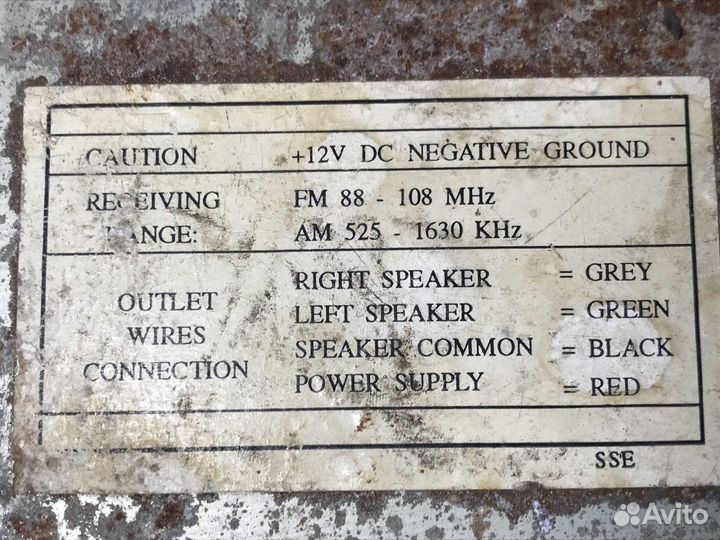 CAUTION +12V DC NEGATIVE GROUND
RECEIVING FM 88 - 108 MHz
RANGE: AM 525 - 1630 KHz
RIGHT SPEAKER = GREY
OUTLET LEFT SPEAKER = GREEN
WIRES SPEAKER COMMON = BLACK
CONNECTION POWER SUPPLY = RED
SSE
Avito